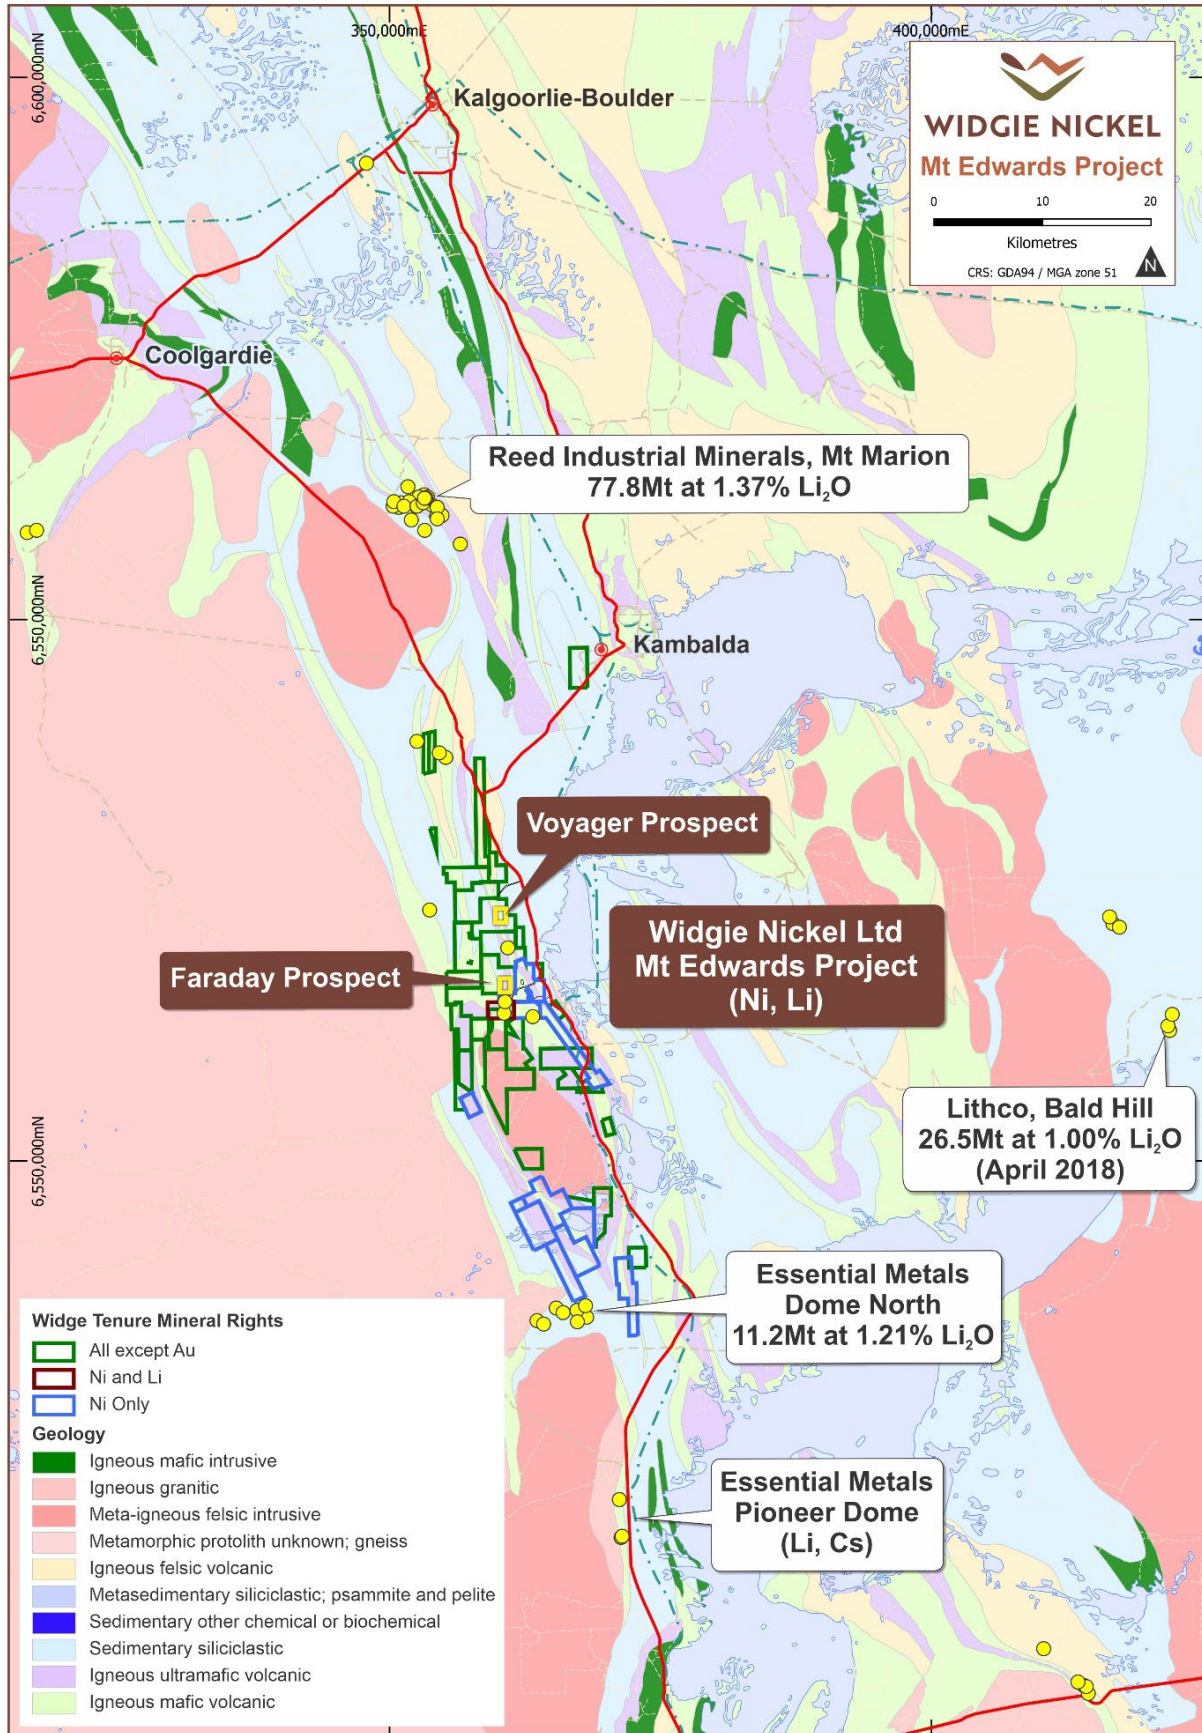 350,000mE
400,000mE
6,600,000mN
Kalgoorlie-Boulder
WIDGIE NICKEL
Mt Edwards Project
0 10 20
Kilometres
CRS: GDA94 / MGA zone 51
N
Coolgardie
Reed Industrial Minerals, Mt Marion
77.8Mt at 1.37% Li₂O
6,550,000mN
Kambalda
Voyager Prospect
Widgie Nickel Ltd
Mt Edwards Project
(Ni, Li)
Faraday Prospect
Lithco, Bald Hill
26.5Mt at 1.00% Li₂O
(April 2018)
6,550,000mN
Essential Metals
Dome North
11.2Mt at 1.21% Li₂O
Essential Metals
Pioneer Dome
(Li, Cs)
Widge Tenure Mineral Rights
All except Au
Ni and Li
Ni Only
Geology
Igneous mafic intrusive
Igneous granitic
Meta-igneous felsic intrusive
Metamorphic protolith unknown; gneiss
Igneous felsic volcanic
Metasedimentary siliciclastic; psammite and pelite
Sedimentary other chemical or biochemical
Sedimentary siliciclastic
Igneous ultramafic volcanic
Igneous mafic volcanic